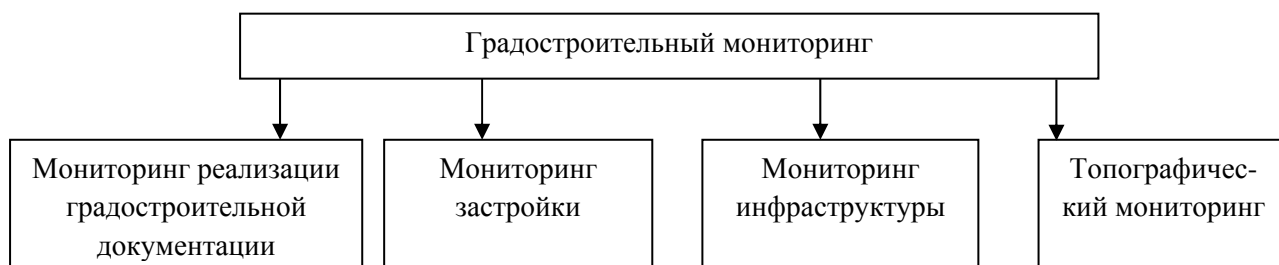 Градостроительный мониторинг
Мониторинг реализации
градостроительной
документации
Мониторинг
застройки
Мониторинг
инфраструктуры
Топографичес-
кий мониторинг